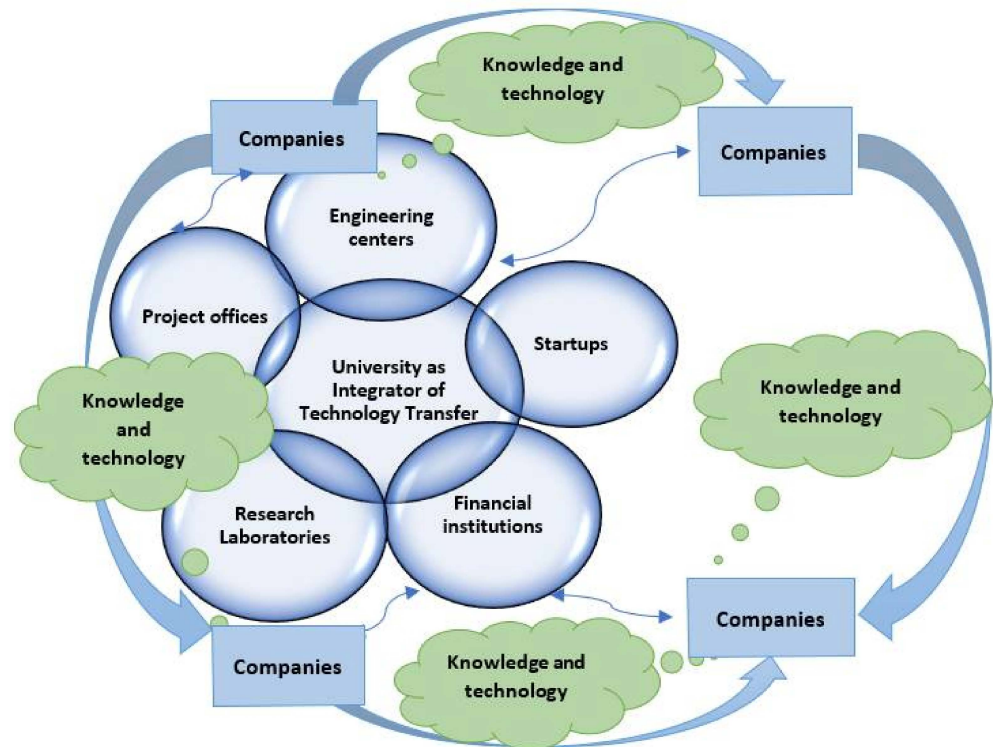 Knowledge and
technology
Companies
Companies
Engineering
centers
Project offices
Startups
University as
Integrator of
Technology Transfer
Knowledge
and
technology
Knowledge and
technology
Research
Laboratories
Financial
institutions
Companies
Companies
Knowledge and
technology